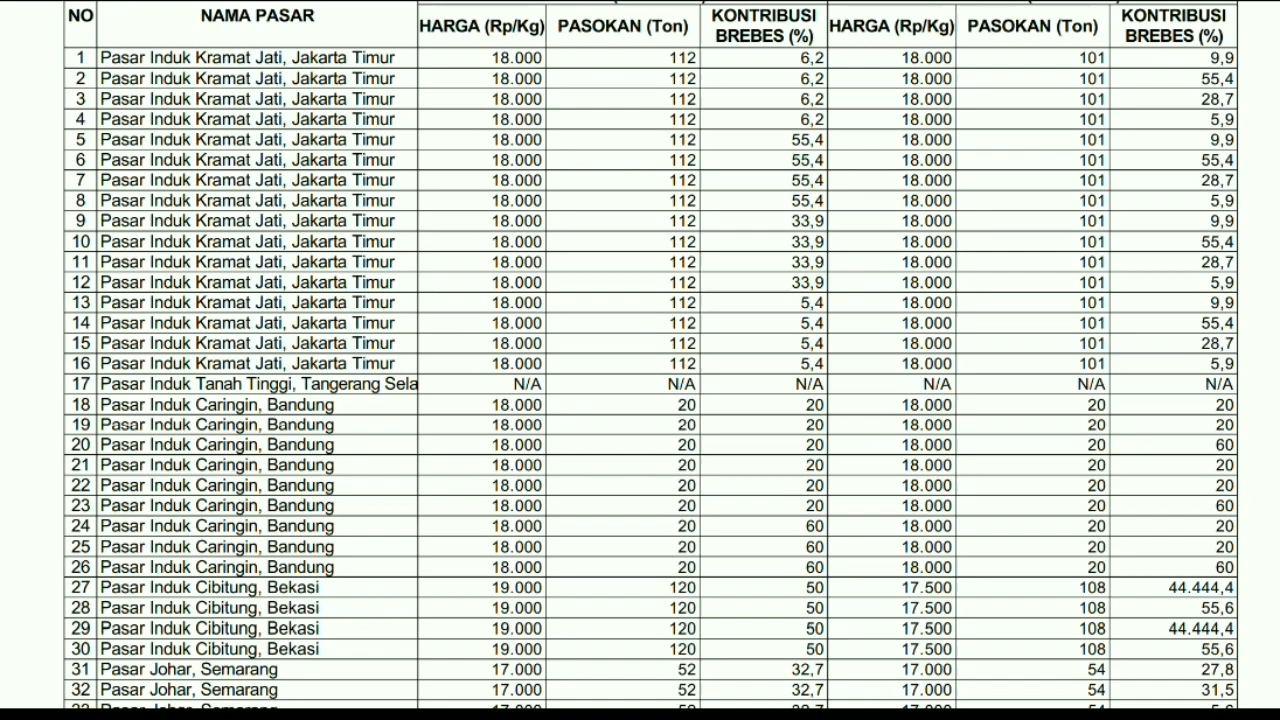 NO NAMA PASAR HARGA (Rp/Kg) PASOKAN (Ton) KONTRIBUSI BREBES (%) HARGA (Rp/Kg) PASOKAN (Ton) KONTRIBUSI BREBES (%)
1 Pasar Induk Kramat Jati, Jakarta Timur 18.000 112 6,2 18.000 101 9,9
2 Pasar Induk Kramat Jati, Jakarta Timur 18.000 112 6,2 18.000 101 55,4
3 Pasar Induk Kramat Jati, Jakarta Timur 18.000 112 6,2 18.000 101 28,7
4 Pasar Induk Kramat Jati, Jakarta Timur 18.000 112 6,2 18.000 101 5,9
5 Pasar Induk Kramat Jati, Jakarta Timur 18.000 112 55,4 18.000 101 9,9
6 Pasar Induk Kramat Jati, Jakarta Timur 18.000 112 55,4 18.000 101 55,4
7 Pasar Induk Kramat Jati, Jakarta Timur 18.000 112 55,4 18.000 101 28,7
8 Pasar Induk Kramat Jati, Jakarta Timur 18.000 112 55,4 18.000 101 5,9
9 Pasar Induk Kramat Jati, Jakarta Timur 18.000 112 33,9 18.000 101 9,9
10 Pasar Induk Kramat Jati, Jakarta Timur 18.000 112 33,9 18.000 101 55,4
11 Pasar Induk Kramat Jati, Jakarta Timur 18.000 112 33,9 18.000 101 28,7
12 Pasar Induk Kramat Jati, Jakarta Timur 18.000 112 33,9 18.000 101 5,9
13 Pasar Induk Kramat Jati, Jakarta Timur 18.000 112 5,4 18.000 101 9,9
14 Pasar Induk Kramat Jati, Jakarta Timur 18.000 112 5,4 18.000 101 55,4
15 Pasar Induk Kramat Jati, Jakarta Timur 18.000 112 5,4 18.000 101 28,7
16 Pasar Induk Kramat Jati, Jakarta Timur 18.000 112 5,4 18.000 101 5,9
17 Pasar Induk Tanah Tinggi, Tangerang Sela N/A N/A N/A N/A N/A N/A
18 Pasar Induk Caringin, Bandung 18.000 20 20 18.000 20 20
19 Pasar Induk Caringin, Bandung 18.000 20 20 18.000 20 20
20 Pasar Induk Caringin, Bandung 18.000 20 20 18.000 20 60
21 Pasar Induk Caringin, Bandung 18.000 20 20 18.000 20 20
22 Pasar Induk Caringin, Bandung 18.000 20 20 18.000 20 20
23 Pasar Induk Caringin, Bandung 18.000 20 20 18.000 20 60
24 Pasar Induk Caringin, Bandung 18.000 20 60 18.000 20 20
25 Pasar Induk Caringin, Bandung 18.000 20 60 18.000 20 20
26 Pasar Induk Caringin, Bandung 18.000 20 60 18.000 20 60
27 Pasar Induk Cibitung, Bekasi 19.000 120 50 17.500 108 44.444,4
28 Pasar Induk Cibitung, Bekasi 19.000 120 50 17.500 108 55,6
29 Pasar Induk Cibitung, Bekasi 19.000 120 50 17.500 108 44.444,4
30 Pasar Induk Cibitung, Bekasi 19.000 120 50 17.500 108 55,6
31 Pasar Johar, Semarang 17.000 52 32,7 17.000 54 27,8
32 Pasar Johar, Semarang 17.000 52 32,7 17.000 54 31,5